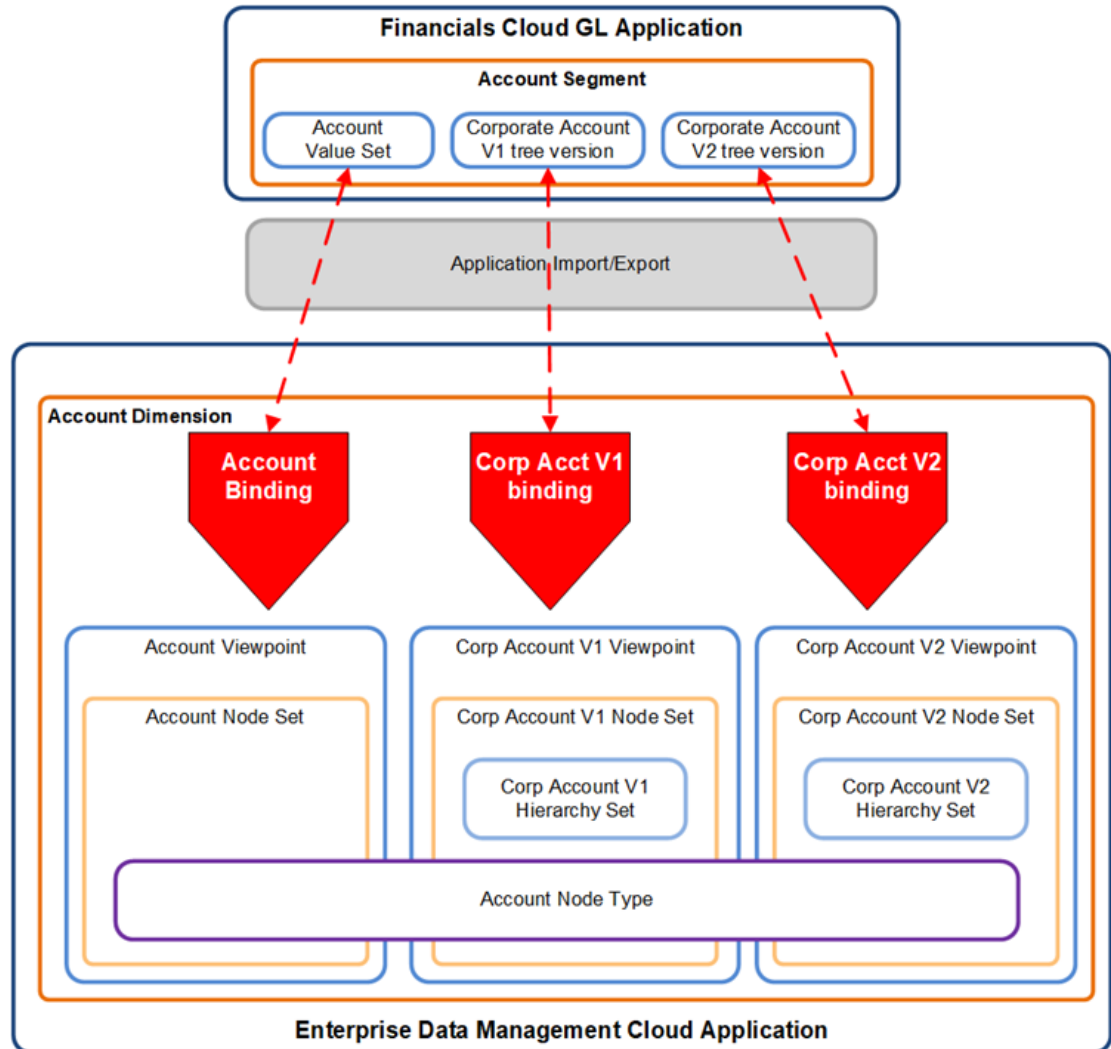 Financials Cloud GL Application
Account Segment
Account
Value Set
Corporate Account
V1 tree version
Corporate Account
V2 tree version
Application Import/Export
Account Dimension
Account
Binding
Corp Acct V1
binding
Corp Acct V2
binding
Account Viewpoint
Account Node Set
Corp Account V1 Viewpoint
Corp Account V1 Node Set
Corp Account V1
Hierarchy Set
Corp Account V2 Viewpoint
Corp Account V2 Node Set
Corp Account V2
Hierarchy Set
Account Node Type
Enterprise Data Management Cloud Application